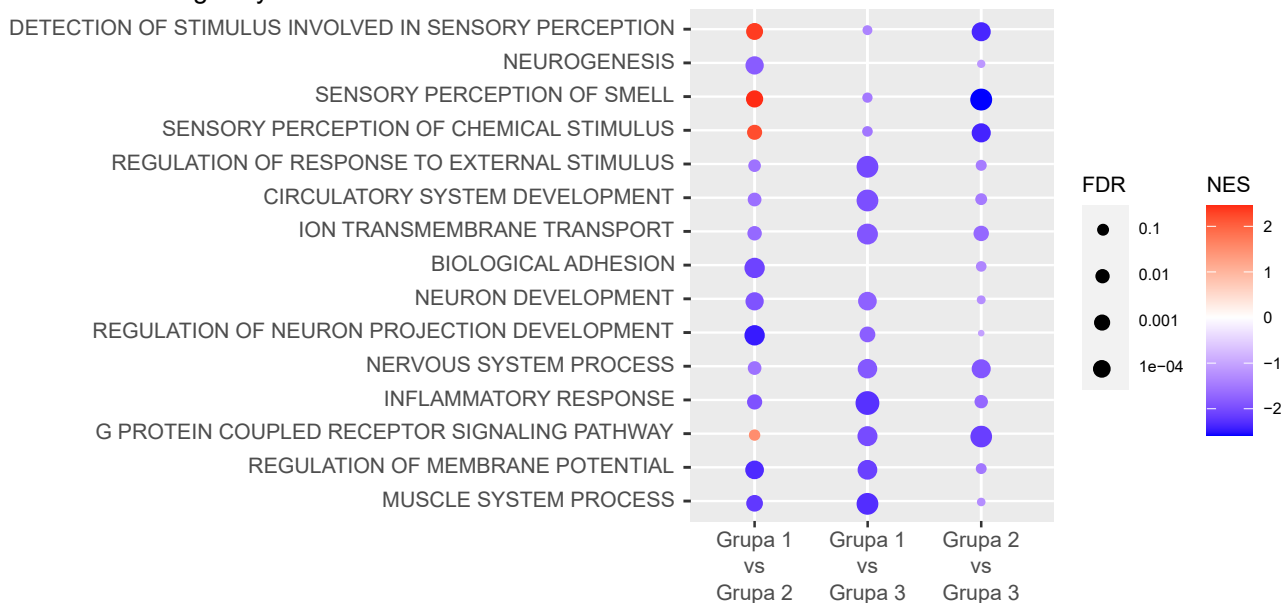 DETECTION OF STIMULUS INVOLVED IN SENSORY PERCEPTION
NEUROGENESIS
SENSORY PERCEPTION OF SMELL
SENSORY PERCEPTION OF CHEMICAL STIMULUS
REGULATION OF RESPONSE TO EXTERNAL STIMULUS
CIRCULATORY SYSTEM DEVELOPMENT
ION TRANSMEMBRANE TRANSPORT
BIOLOGICAL ADHESION
NEURON DEVELOPMENT
REGULATION OF NEURON PROJECTION DEVELOPMENT
NERVOUS SYSTEM PROCESS
INFLAMMATORY RESPONSE
G PROTEIN COUPLED RECEPTOR SIGNALING PATHWAY
REGULATION OF MEMBRANE POTENTIAL
MUSCLE SYSTEM PROCESS
Grupa 1
vs
Grupa 2
Grupa 1
vs
Grupa 3
Grupa 2
vs
Grupa 3
FDR
0.1
0.01
0.001
1e−04
NES
2
1
0
−1
−2